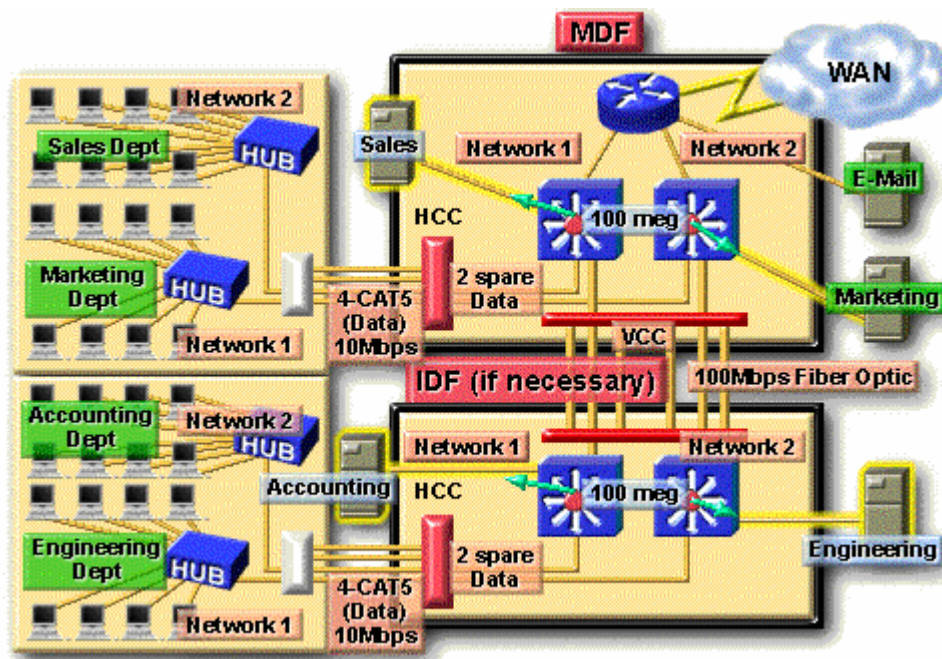 MDF
WAN
Network 2
Sales Dept
HUB
Sales
Network 1
Network 2
E-Mail
HCC
100 meg
Marketing
Dept
HUB
Network 1
4-CAT5
(Data)
10Mbps
2 spare
Data
Marketing
VCC
IDF (if necessary)
100Mbps Fiber Optic
Accounting
Dept
Network 2
HUB
Accounting
Network 1
Network 2
HCC
100 meg
Engineering
Dept
HUB
Network 1
4-CAT5
(Data)
10Mbps
2 spare
Data
Engineering